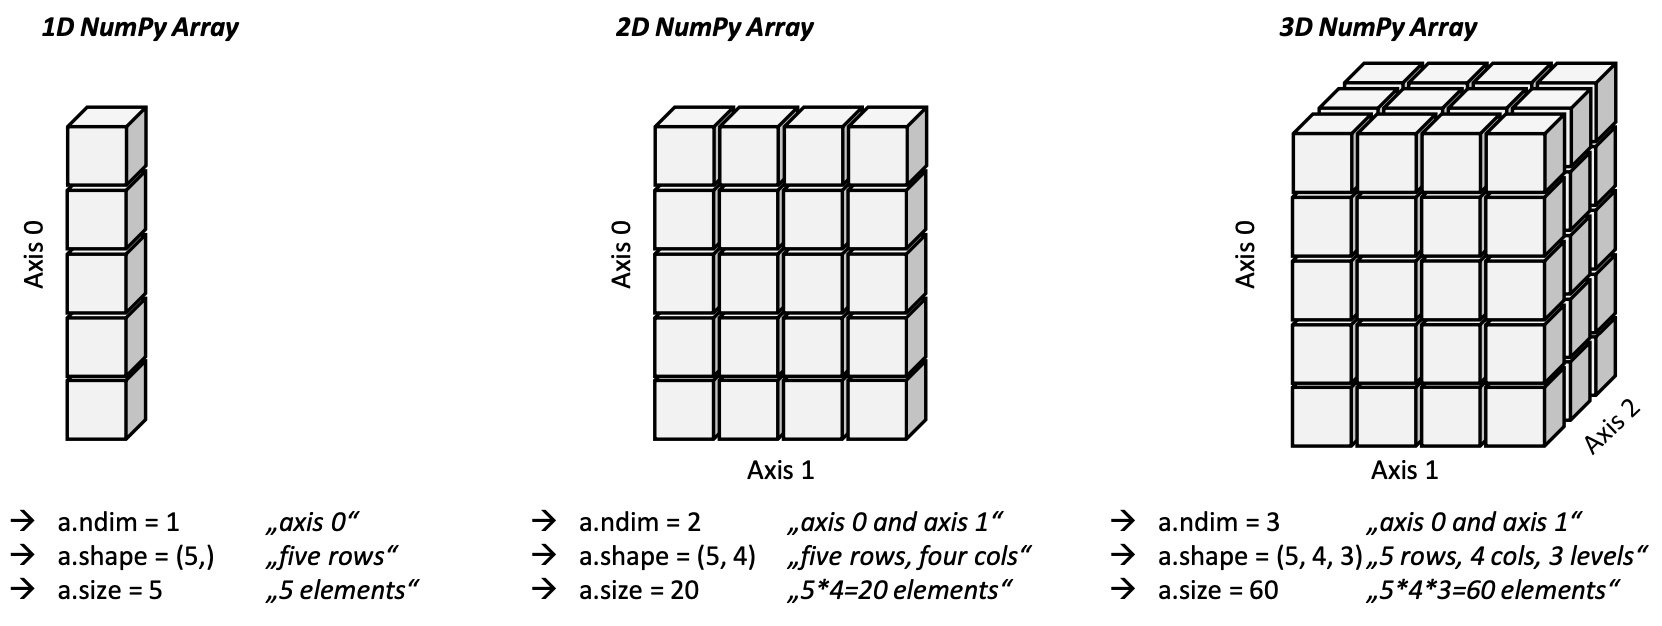 1D NumPy Array
Axis 0
→ a.ndim = 1 „axis 0“
→ a.shape = (5,) „five rows“
→ a.size = 5 „5 elements“
2D NumPy Array
Axis 0
Axis 1
→ a.ndim = 2 „axis 0 and axis 1“
→ a.shape = (5, 4) „five rows, four cols“
→ a.size = 20 „5*4=20 elements“
3D NumPy Array
Axis 0
Axis 1
Axis 2
→ a.ndim = 3 „axis 0 and axis 1“
→ a.shape = (5, 4, 3) „5 rows, 4 cols, 3 levels“
→ a.size = 60 „5*4*3=60 elements“